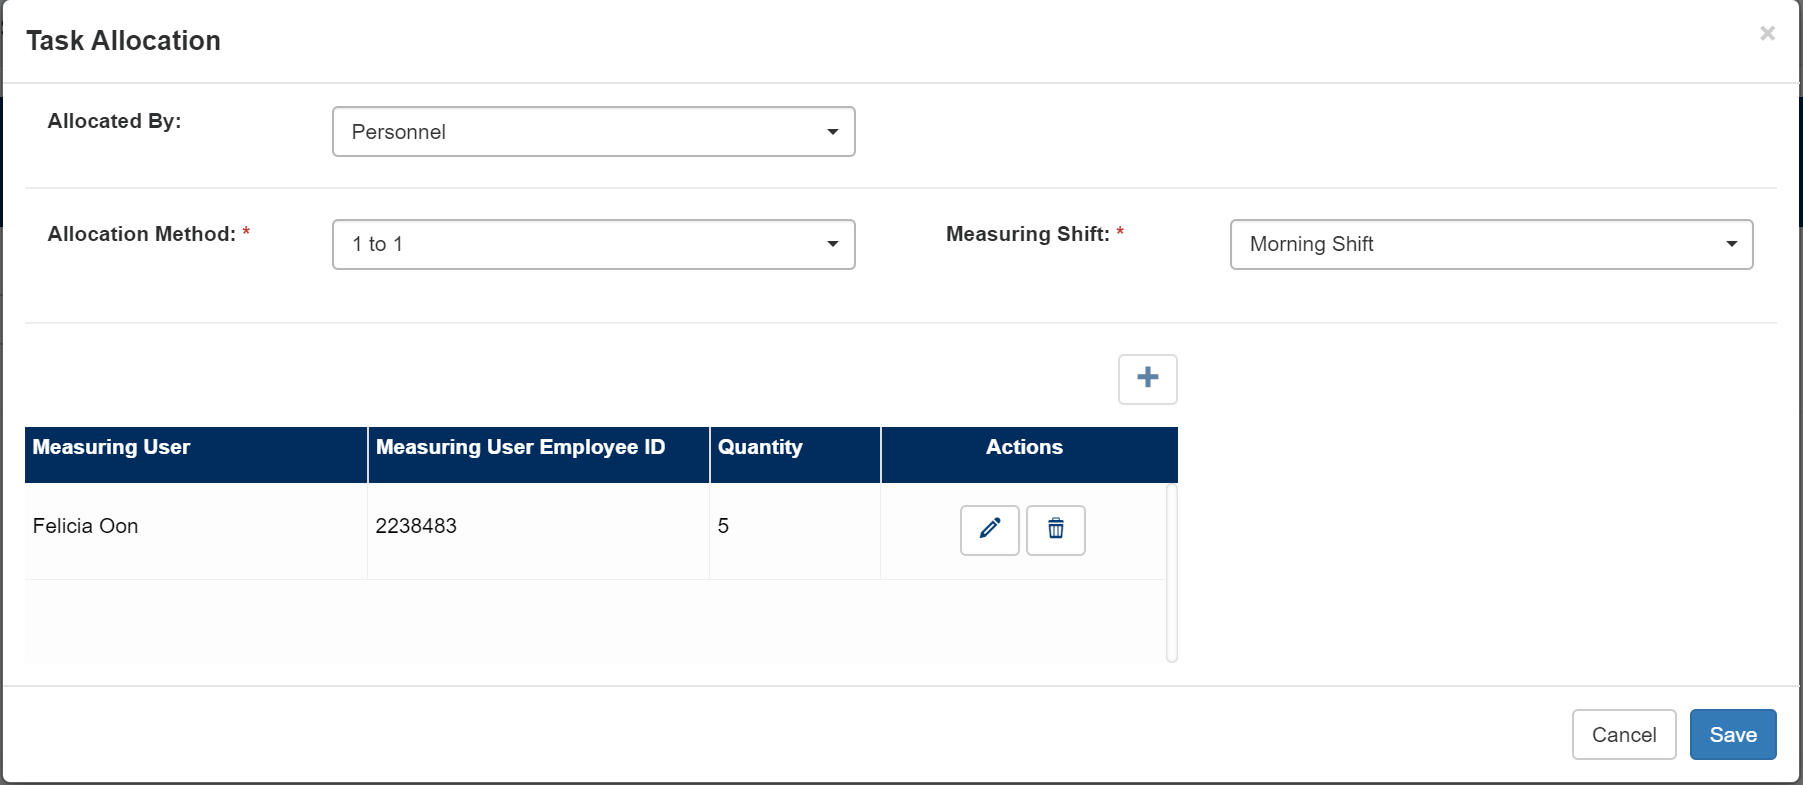 Task Allocation
×
Allocated By:
Personnel
Allocation Method: *
1 to 1
Measuring Shift: *
Morning Shift
Measuring User
Measuring User Employee ID
Quantity
Actions
Felicia Oon
2238483
5
Cancel
Save